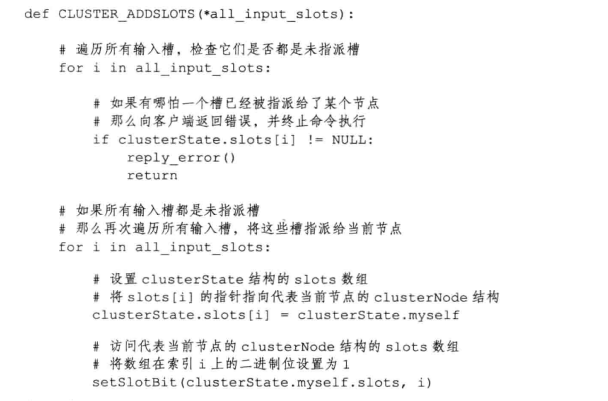 def CLUSTER_ADDSLOTS(*all_input_slots):
# 遍历所有输入槽，检查它们是否都是未指派槽
for i in all_input_slots:
# 如果有哪怕一个槽已经被指派给了某个节点
# 那么向客户端返回错误，并终止命令执行
if clusterState.slots[i] != NULL:
reply_error()
return
# 如果所有输入槽都是未指派槽
# 那么再次遍历所有输入槽，将这些槽指派给当前节点
for i in all_input_slots:
# 设置 clusterState 结构的 slots 数组
# 将 slots[i] 的指针指向代表当前节点的 clusterNode 结构
clusterState.slots[i] = clusterState.myself
# 访问代表当前节点的 clusterNode 结构的 slots 数组
# 将数组在索引 i 上的二进制位设置为 1
setSlotBit(clusterState.myself.slots, i)